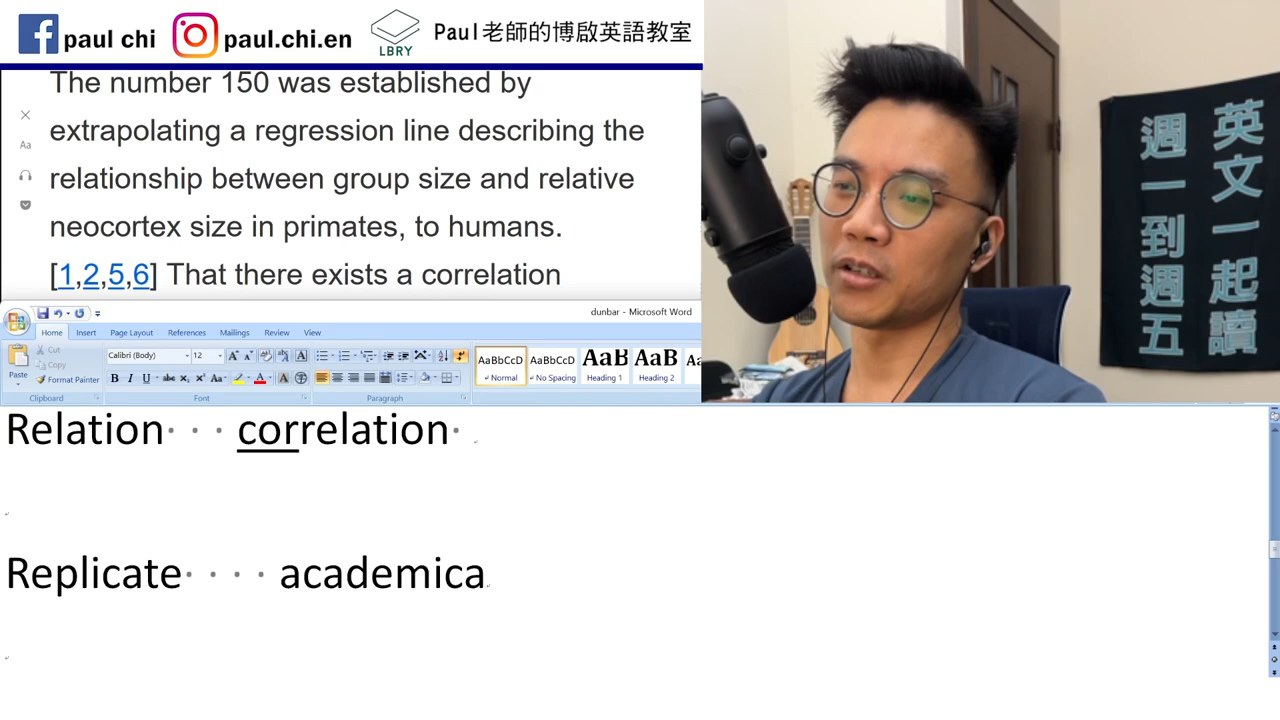 paul chi
paul.chi.en
LBRY
Paul老師的博啟英語教室
The number 150 was established by
extrapolating a regression line describing the
relationship between group size and relative
neocortex size in primates, to humans.
[1,2,5,6] That there exists a correlation
Aa
英文一起讀
週一到週五
dunbar - Microsoft Word
Home Insert Page Layout References Mailings Review View
Paste
Cut
Copy
Format Painter
Clipboard
Calibri (Body) 12
Font
Paragraph
AaBbCcD AaBbCcD AaBb AaB Aa
Normal No Spacing Heading 1 Heading 2
Relation correlation
Replicate academica